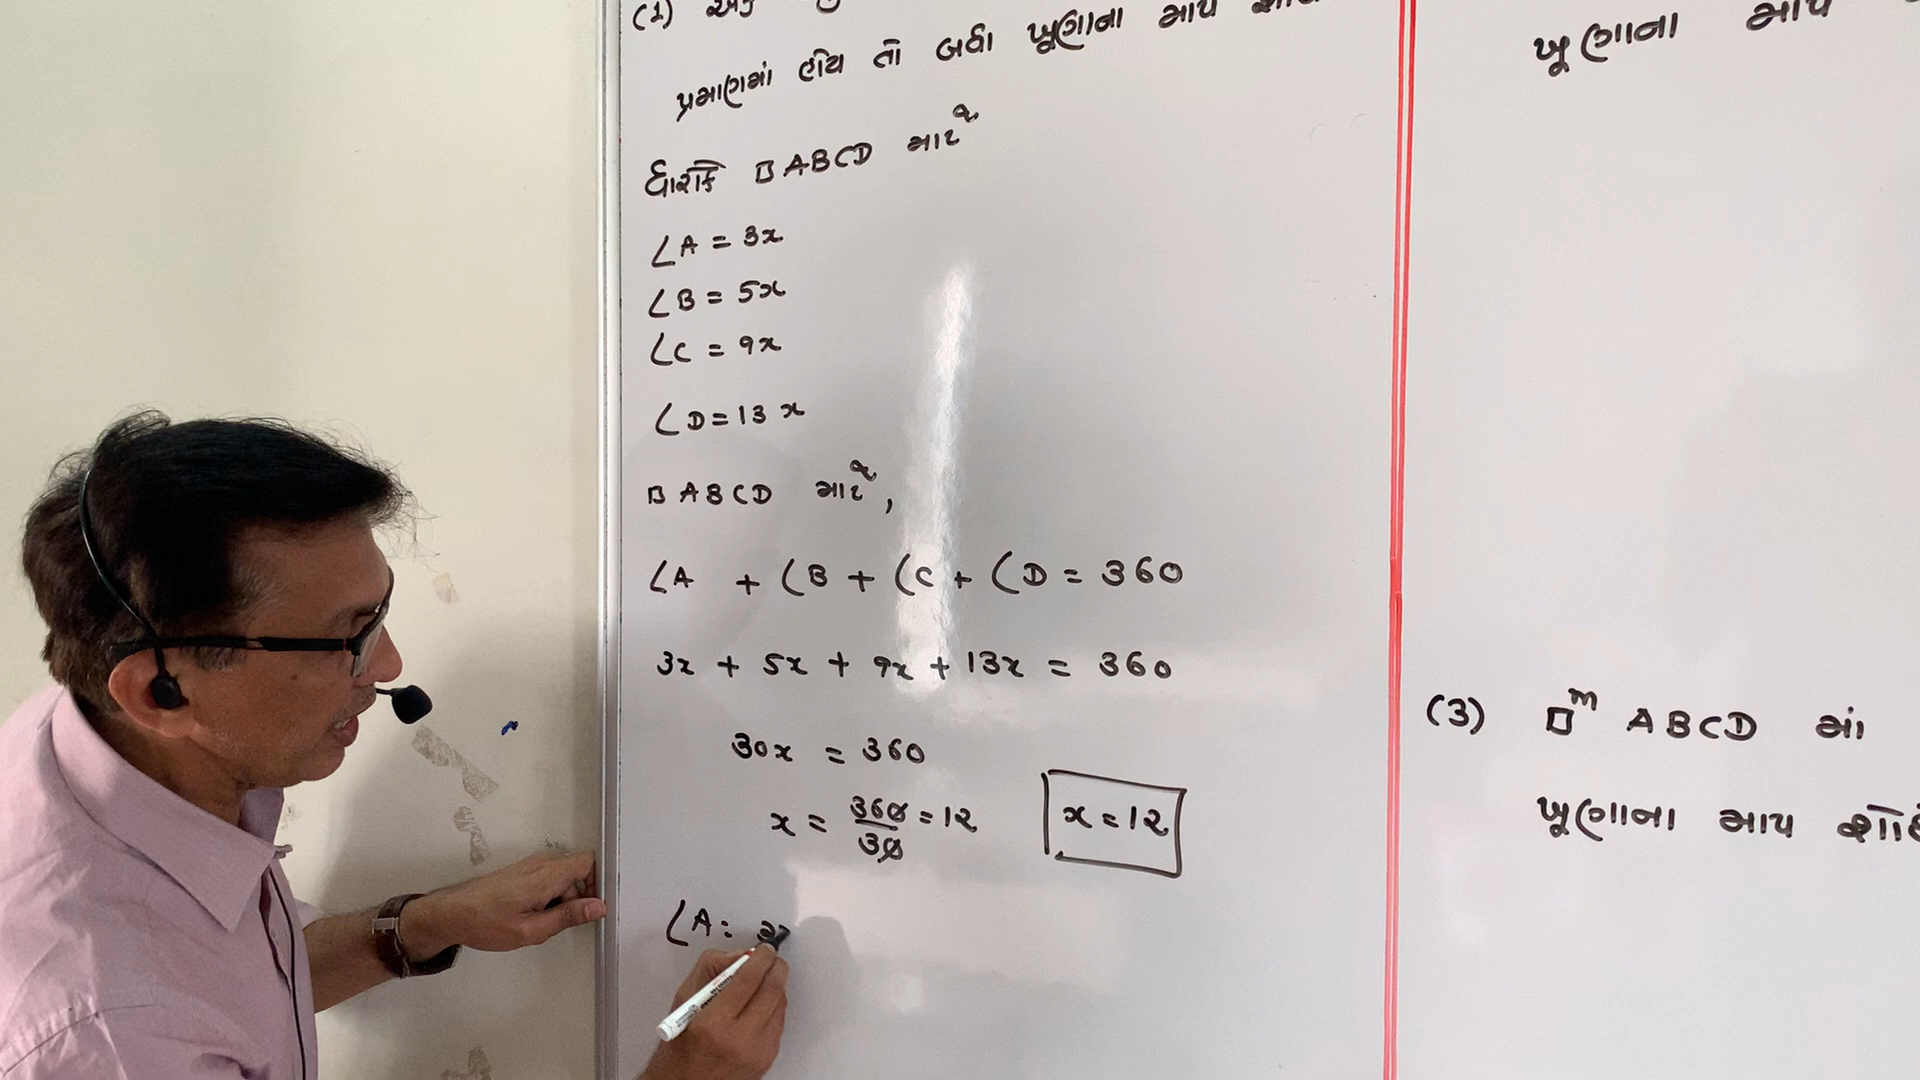 (1) એક
પ્રમાણમાં હોય તો બધા ખૂણાના માપ
ધારોકે □ABCD માટે
∠A = 3x
∠B = 5x
∠C = 9x
∠D = 13x
□ABCD માટે,
∠A + ∠B + ∠C + ∠D = 360
3x + 5x + 9x + 13x = 360
30x = 360
x = 360/30 = 12
x = 12
∠A =
ખૂણાના માપ
(3) □ᵐ ABCD માં
ખૂણાના માપ